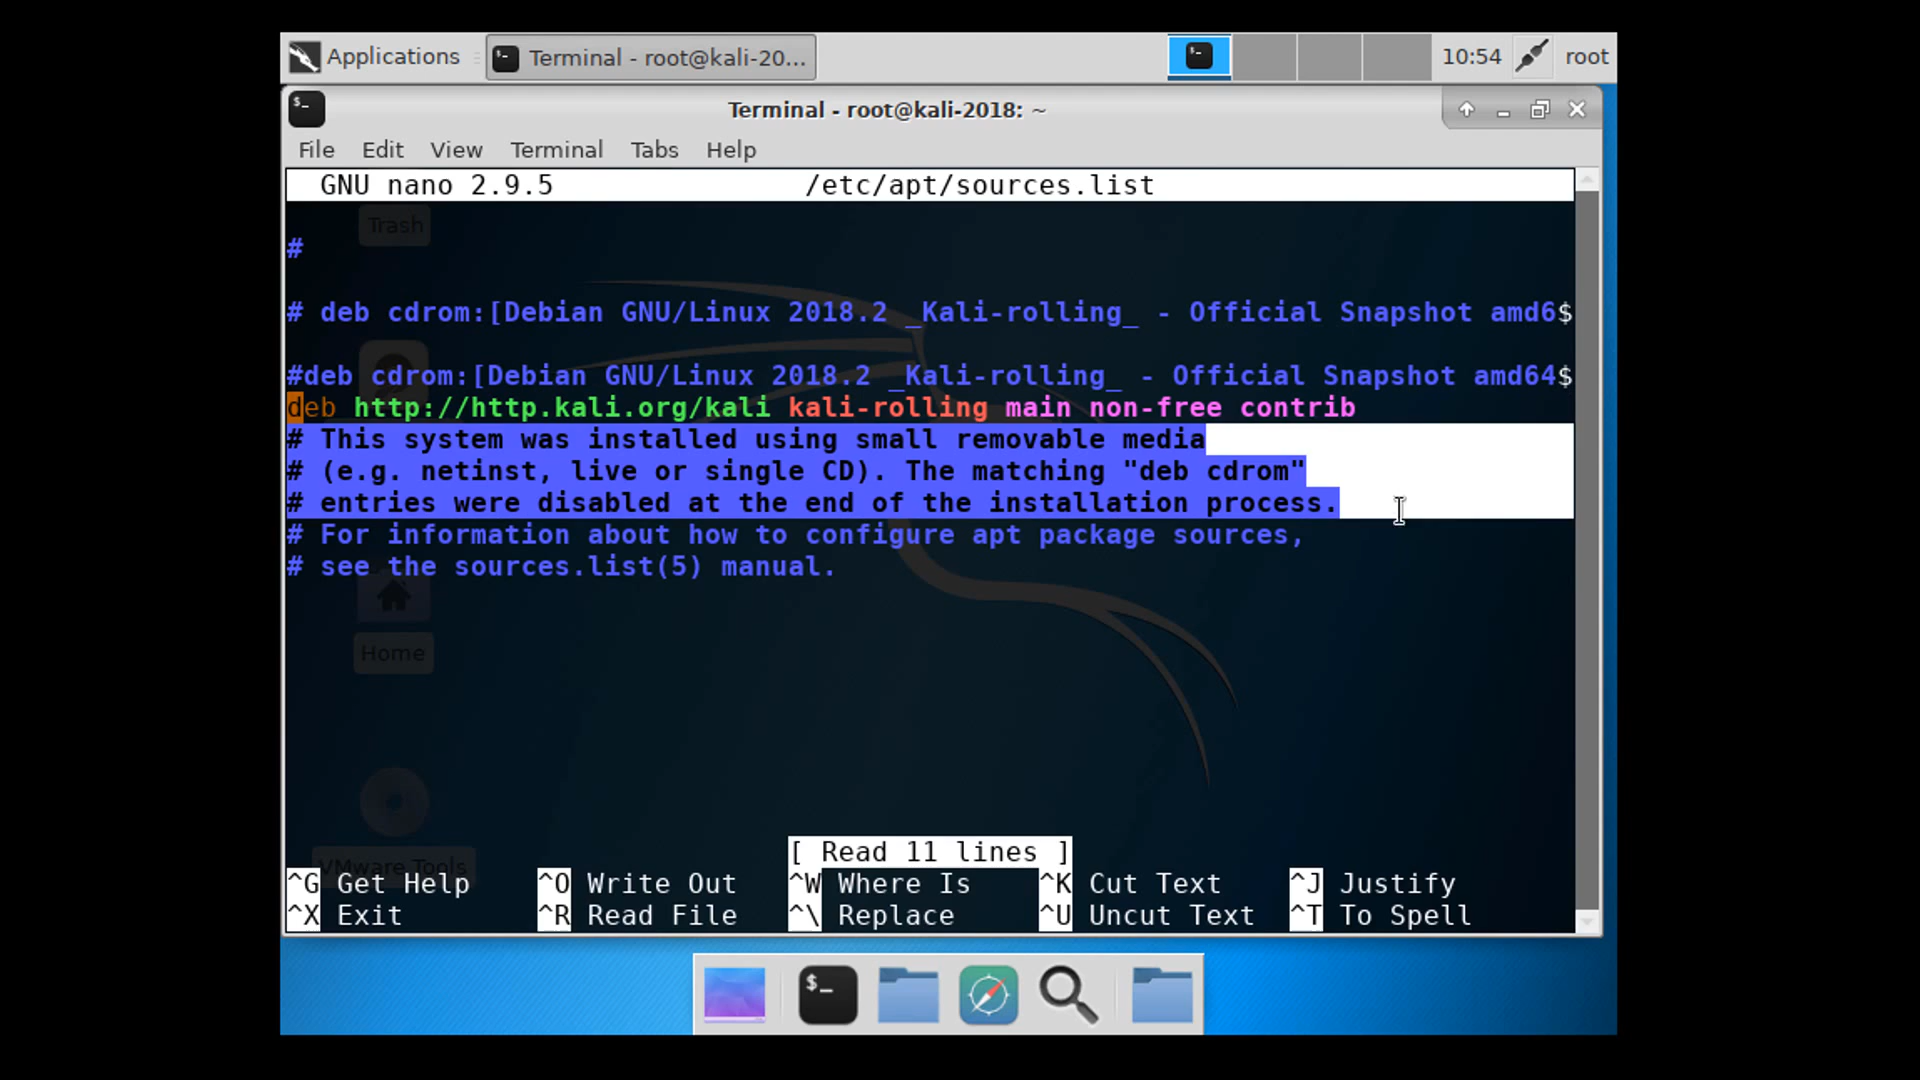 Applications
Terminal - root@kali-20...
10:54
root
Terminal - root@kali-2018: ~
File Edit View Terminal Tabs Help
GNU nano 2.9.5 /etc/apt/sources.list
Trash
#
# deb cdrom:[Debian GNU/Linux 2018.2 _Kali-rolling_ - Official Snapshot amd6$
#deb cdrom:[Debian GNU/Linux 2018.2 _Kali-rolling_ - Official Snapshot amd64$
deb http://http.kali.org/kali kali-rolling main non-free contrib
# This system was installed using small removable media
# (e.g. netinst, live or single CD). The matching "deb cdrom"
# entries were disabled at the end of the installation process.
# For information about how to configure apt package sources,
# see the sources.list(5) manual.
Home
[ Read 11 lines ]
VMware Tools
^G Get Help ^O Write Out ^W Where Is ^K Cut Text ^J Justify
^X Exit ^R Read File ^\ Replace ^U Uncut Text ^T To Spell
$_